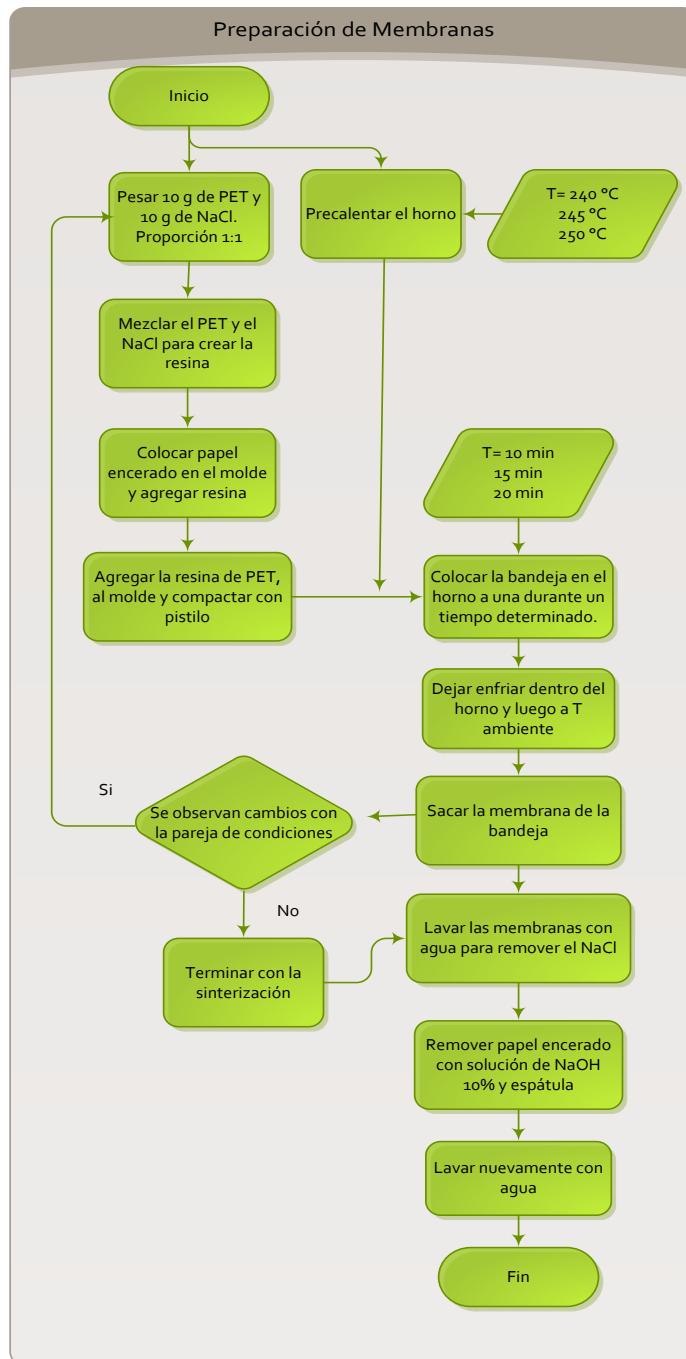 Preparación de Membranas
Inicio
Pesar 10 g de PET y
10 g de NaCl.
Proporción 1:1
Precalentar el horno
T= 240 ºC
245 ºC
250 ºC
Mezclar el PET y el
NaCl para crear la
resina
Colocar papel
encerado en el molde
y agregar resina
T= 10 min
15 min
20 min
Agregar la resina de PET,
al molde y compactar con
pistilo
Colocar la bandeja en el
horno a una durante un
tiempo determinado.
Dejar enfriar dentro del
horno y luego a T
ambiente
Si
Se observan cambios con
la pareja de condiciones
Sacar la membrana de la
bandeja
No
Terminar con la
sinterización
Lavar las membranas con
agua para remover el NaCl
Remover papel encerado
con solución de NaOH
10% y espátula
Lavar nuevamente con
agua
Fin